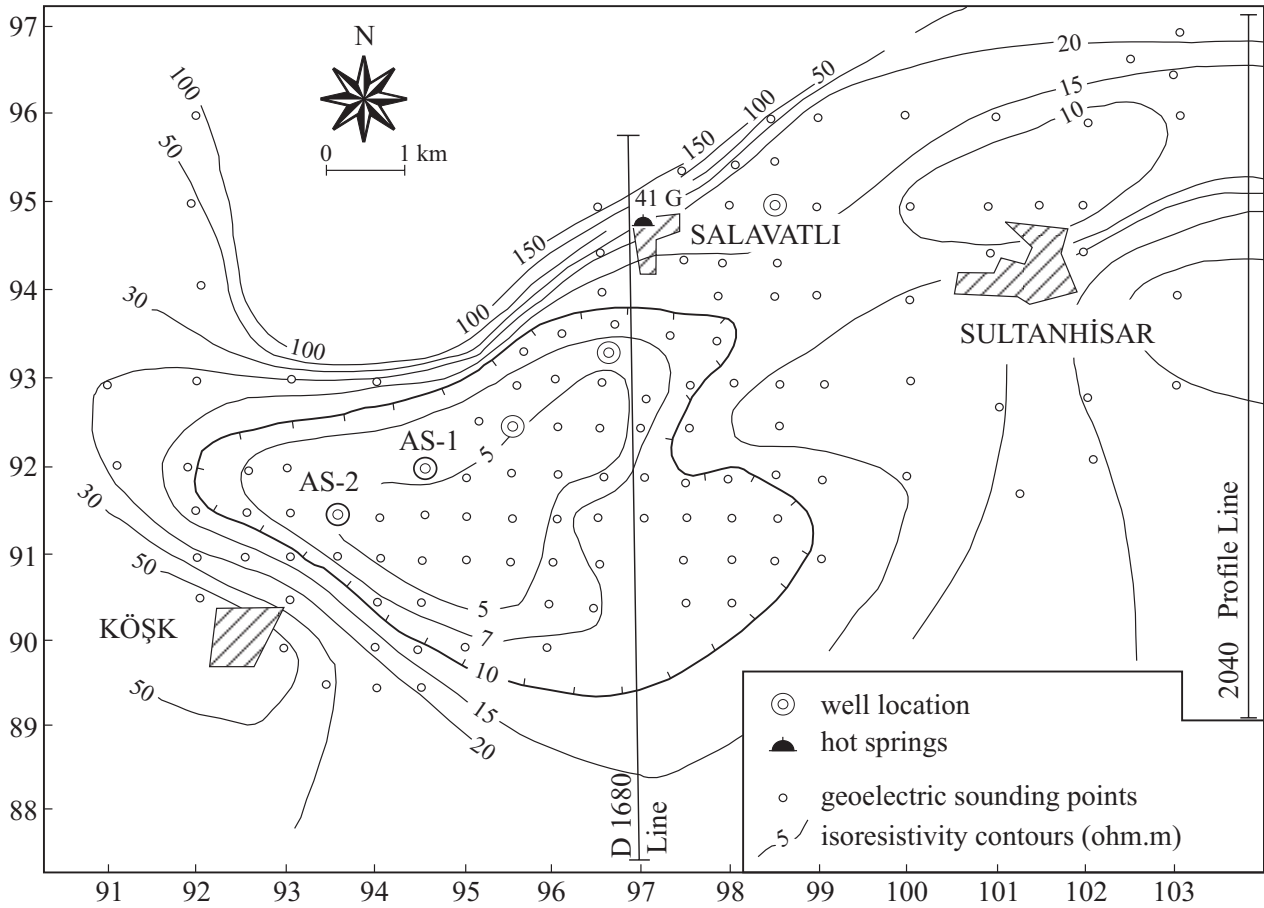 97
96
95
94
93
92
91
90
89
88
N
0 1 km
100
50
30
100
150
100
150
100
50
20
15
10
41 G
SALAVATLI
SULTANHİSAR
AS-1
5
AS-2
30
50
KÖŞK
50
5
7
10
15
20
D 1680
Line
2040 Profile Line
well location
hot springs
geoelectric sounding points
5 isoresistivity contours (ohm.m)
91 92 93 94 95 96 97 98 99 100 101 102 103